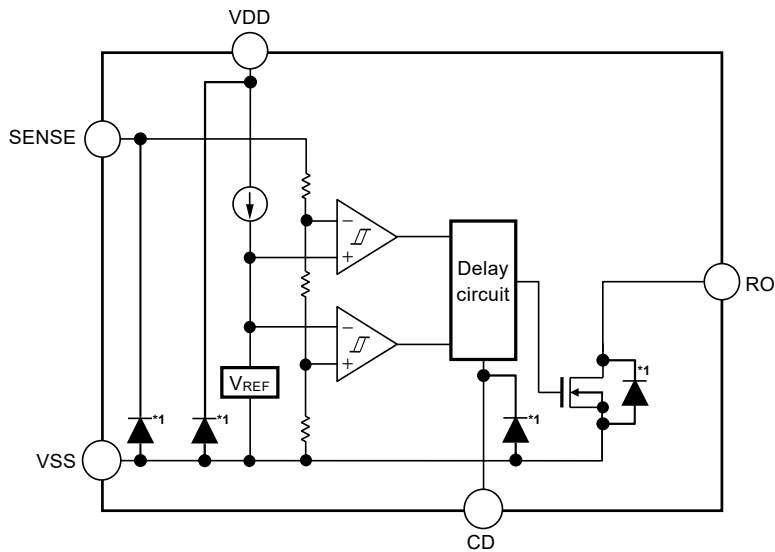 VDD
SENSE
−
+
Delay
circuit
RO
−
+
*1
VREF
*1
*1
*1
VSS
CD